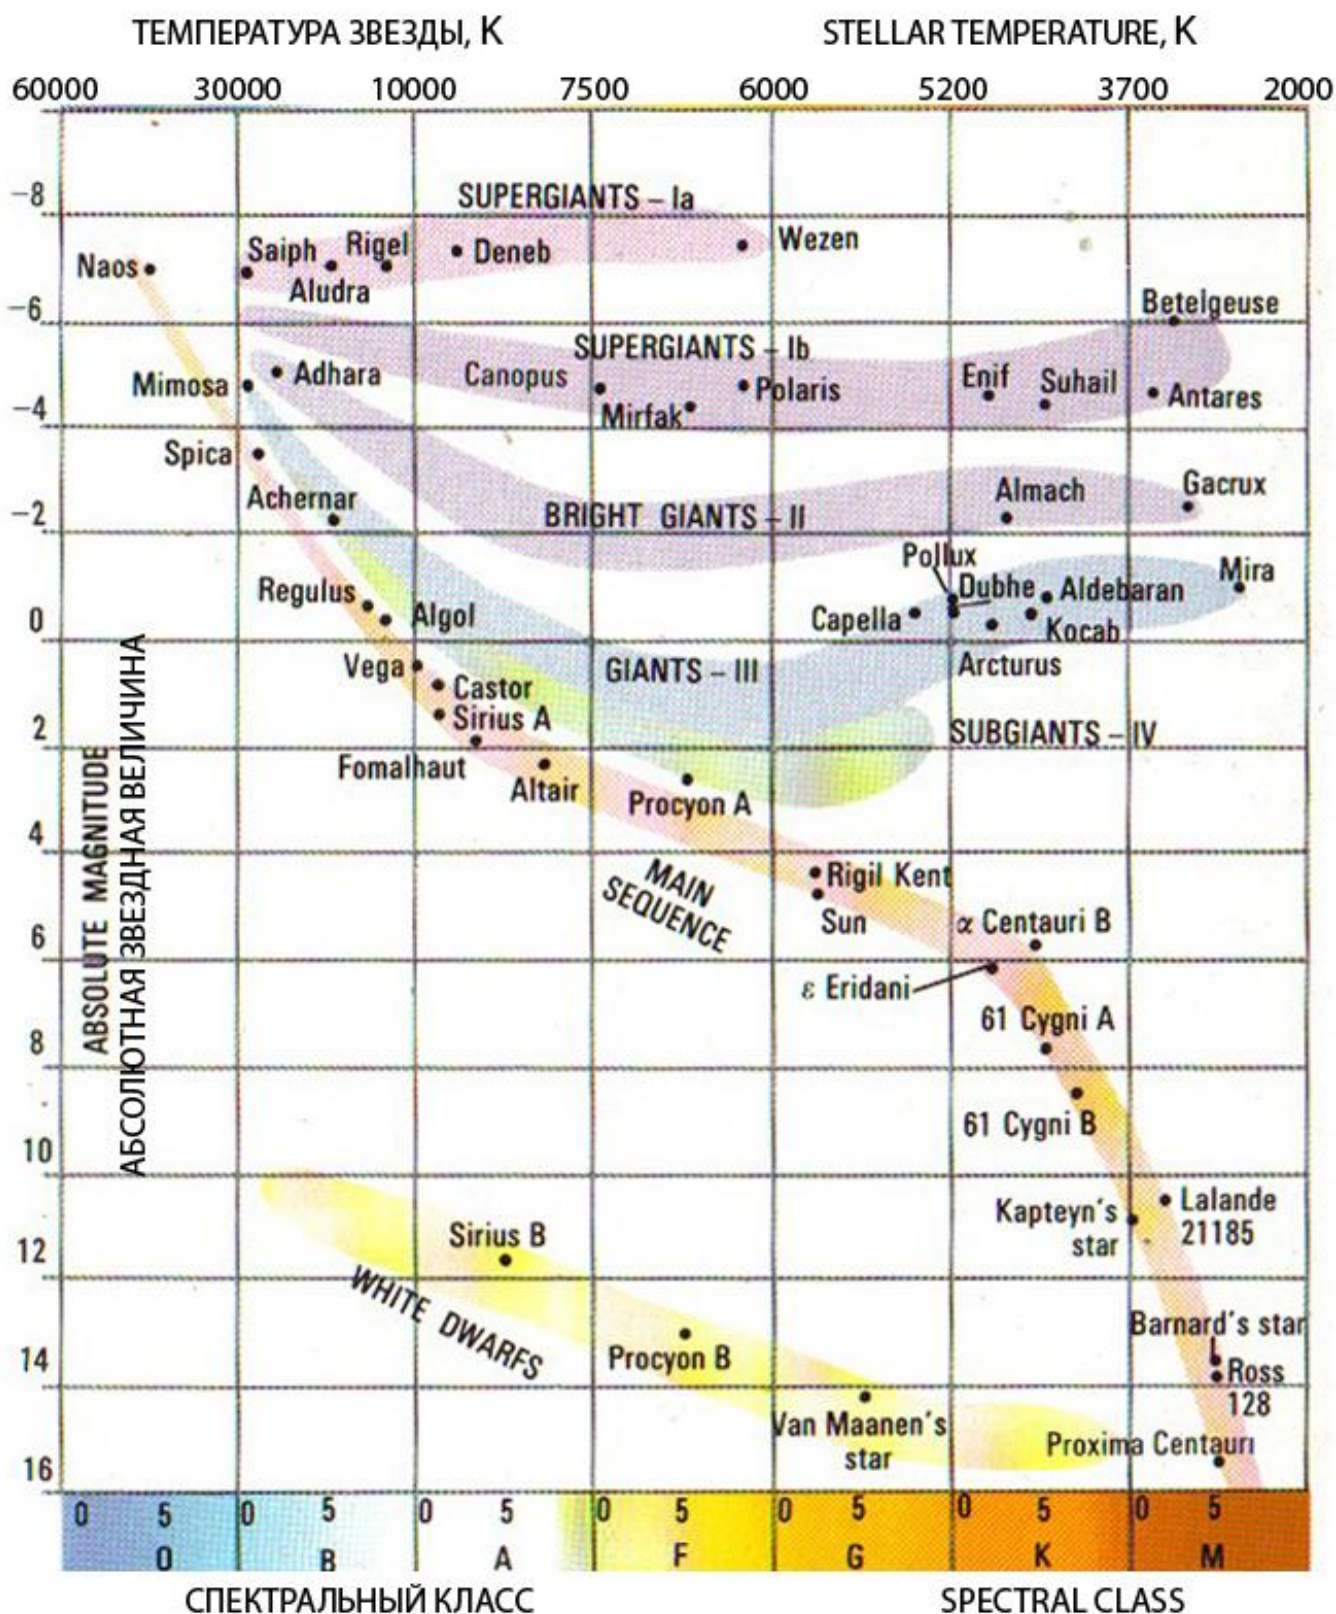 ТЕМПЕРАТУРА ЗВЕЗДЫ, К STELLAR TEMPERATURE, K
60000 300000 100000 7500 6000 5200 3700 2000
-8
SUPERGIANTS - Ia
Wezen
Saiph Rigel Deneb
Naos
Aludra
-6
Betelgeuse
SUPERGIANTS - Ib
Mimosa Adhara Canopus Polaris Enif Suhail Antares
Mirfak
-4
Spica
Achernar
Almach Gacrux
-2
BRIGHT GIANTS - II
Pollux
Dubhe Aldebaran Mira
Regulus Algol Capella Kocab
0
Vega GIANTS - III Arcturus
Castor
Sirius A
2
SUBGIANTS - IV
Fomalhaut
Altair Procyon A
4
MAIN
SEQUENCE
Rigil Kent
Sun
α Centauri B
6
ε Eridani
61 Cygni A
8
61 Cygni B
10
ABSOLUTE MAGNITUDE
АБСОЛЮТНАЯ ЗВЕЗДНАЯ ВЕЛИЧИНА
Kapteyn's
star
Lalande
21185
Sirius B
12
WHITE DWARFS
Barnard's star
Procyon B
14
Ross
128
Van Maanen's
star
Proxima Centauri
16
0 5 0 5 0 5 0 5 0 5 0 5 0 5
O B A F G K M
СПЕКТРАЛЬНЫЙ КЛАСС SPECTRAL CLASS